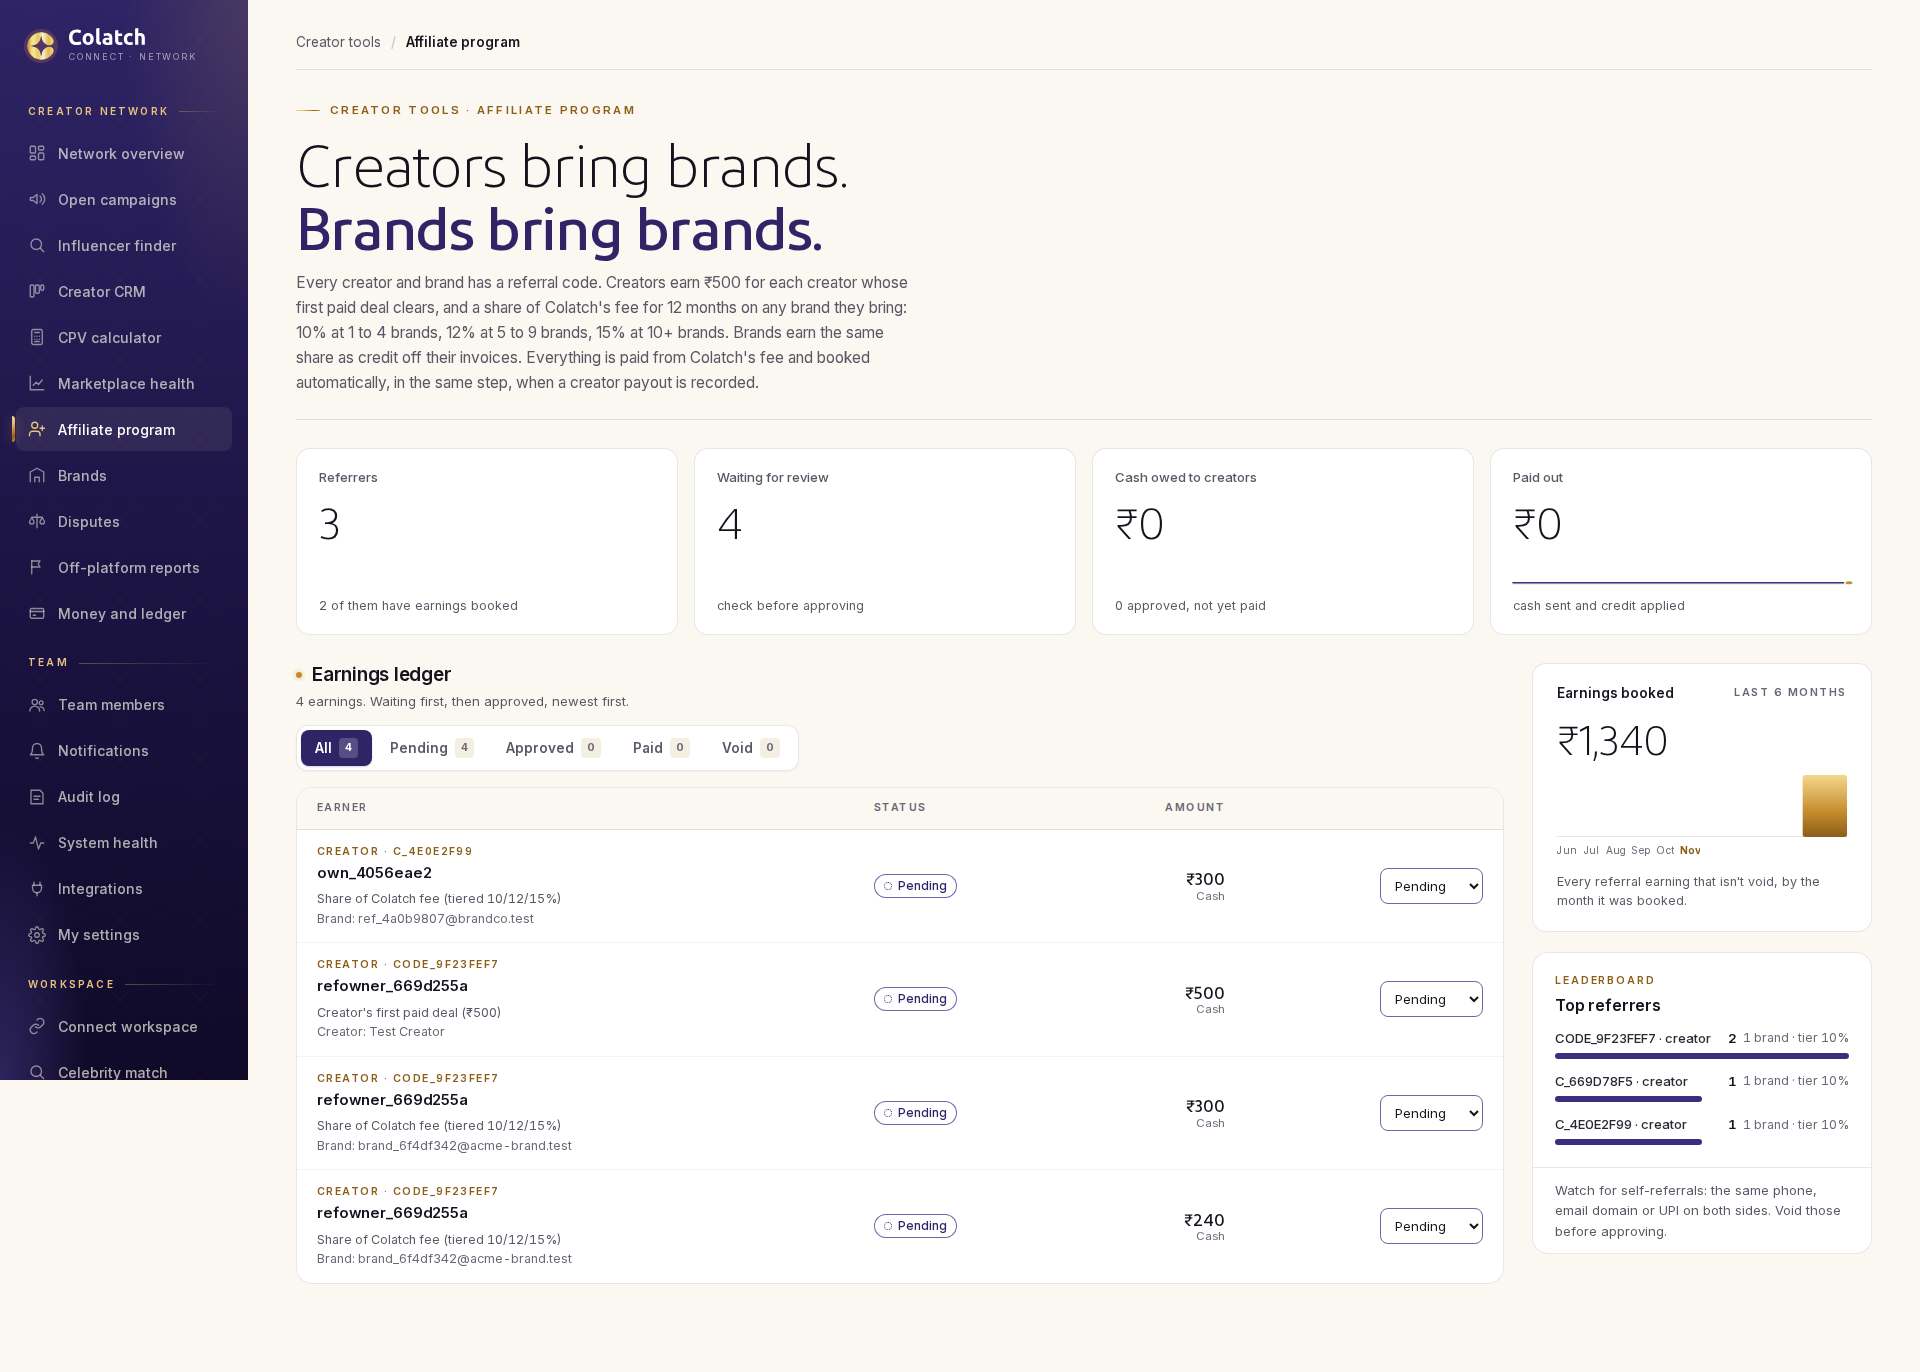 Colatch
CONNECT · NETWORK
CREATOR NETWORK
Network overview
Open campaigns
Influencer finder
Creator CRM
CPV calculator
Marketplace health
Affiliate program
Brands
Disputes
Off-platform reports
Money and ledger
TEAM
Team members
Notifications
Audit log
System health
Integrations
My settings
WORKSPACE
Connect workspace
Celebrity match
Creator tools / Affiliate program
CREATOR TOOLS · AFFILIATE PROGRAM
Creators bring brands.
Brands bring brands.
Every creator and brand has a referral code. Creators earn ₹500 for each creator whose
first paid deal clears, and a share of Colatch's fee for 12 months on any brand they bring:
10% at 1 to 4 brands, 12% at 5 to 9 brands, 15% at 10+ brands. Brands earn the same
share as credit off their invoices. Everything is paid from Colatch's fee and booked
automatically, in the same step, when a creator payout is recorded.
Referrers
3
2 of them have earnings booked
Waiting for review
4
check before approving
Cash owed to creators
₹0
0 approved, not yet paid
Paid out
₹0
cash sent and credit applied
Earnings ledger
4 earnings. Waiting first, then approved, newest first.
All 4 Pending 4 Approved 0 Paid 0 Void 0
EARNER STATUS AMOUNT
CREATOR · C_4E0E2F99
own_4056eae2
Share of Colatch fee (tiered 10/12/15%)
Brand: ref_4a0b9807@brandco.test
Pending
₹300
Cash
Pending
CREATOR · CODE_9F23FEF7
refowner_669d255a
Creator's first paid deal (₹500)
Creator: Test Creator
Pending
₹500
Cash
Pending
CREATOR · CODE_9F23FEF7
refowner_669d255a
Share of Colatch fee (tiered 10/12/15%)
Brand: brand_6f4df342@acme-brand.test
Pending
₹300
Cash
Pending
CREATOR · CODE_9F23FEF7
refowner_669d255a
Share of Colatch fee (tiered 10/12/15%)
Brand: brand_6f4df342@acme-brand.test
Pending
₹240
Cash
Pending
Earnings booked LAST 6 MONTHS
₹1,340
Jun Jul Aug Sep Oct Nov
Every referral earning that isn't void, by the
month it was booked.
LEADERBOARD
Top referrers
CODE_9F23FEF7 · creator 2 1 brand · tier 10%
C_669D78F5 · creator 1 1 brand · tier 10%
C_4E0E2F99 · creator 1 1 brand · tier 10%
Watch for self-referrals: the same phone,
email domain or UPI on both sides. Void those
before approving.